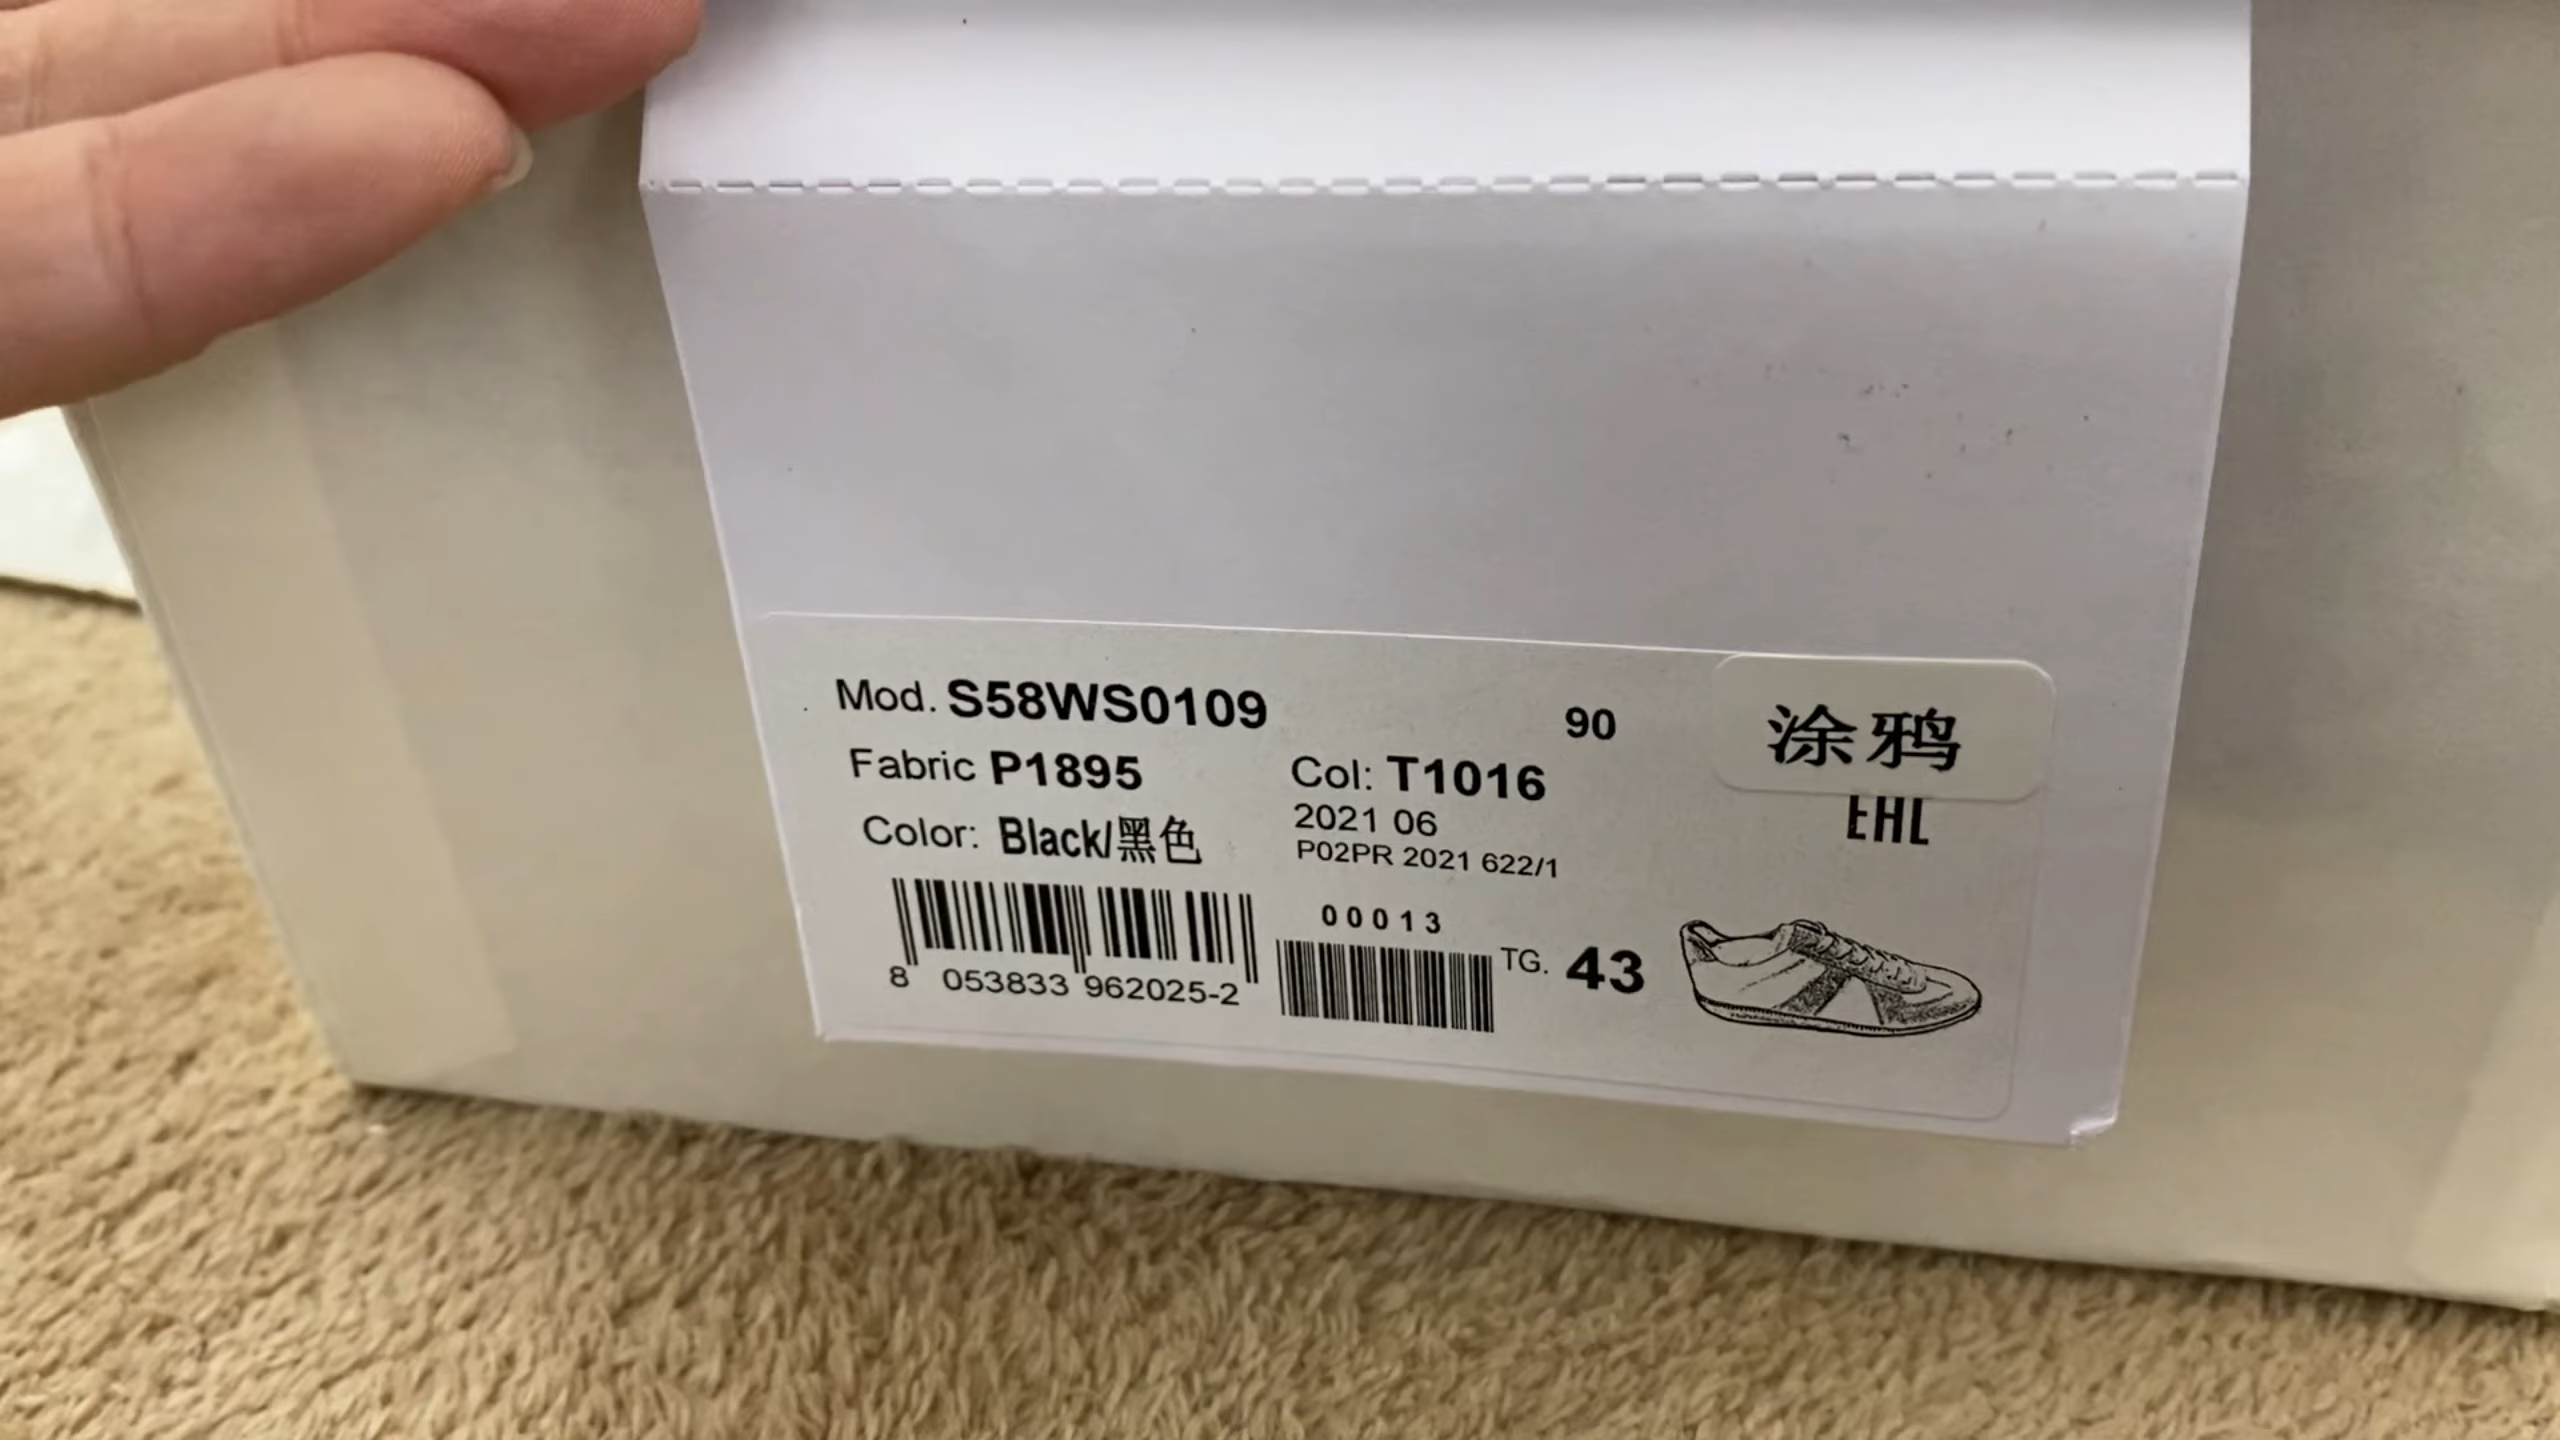 Mod. S58WS0109
90
涂鸦
Fabric P1895
Col: T1016
2021 06
EHL
Color: Black/黑色
P02PR 2021 622/1
00013
8 053833 962025-2
TG. 43